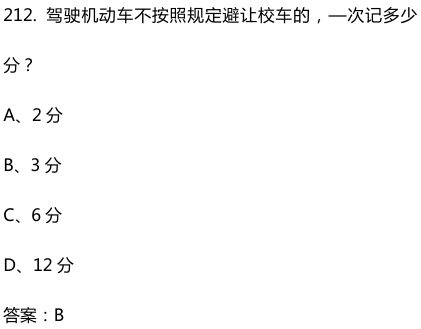 212. 驾驶机动车不按照规定避让校车的，一次记多少
分？
A、2 分
B、3 分
C、6 分
D、12 分
答案：B